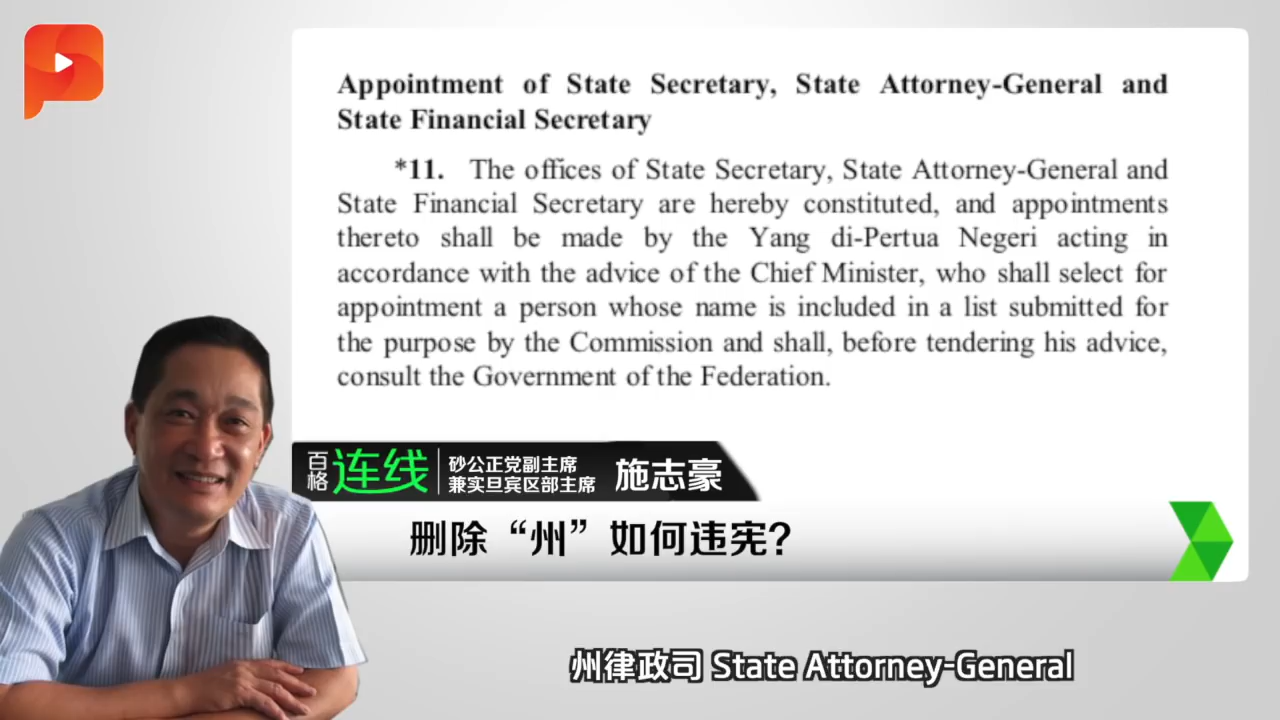 Appointment of State Secretary, State Attorney-General and
State Financial Secretary
*11. The offices of State Secretary, State Attorney-General and
State Financial Secretary are hereby constituted, and appointments
thereto shall be made by the Yang di-Pertua Negeri acting in
accordance with the advice of the Chief Minister, who shall select for
appointment a person whose name is included in a list submitted for
the purpose by the Commission and shall, before tendering his advice,
consult the Government of the Federation.
百格 连线
砂公正党副主席
兼实旦宾区部主席
施志豪
删除“州”如何违宪?
州律政司 State Attorney-General